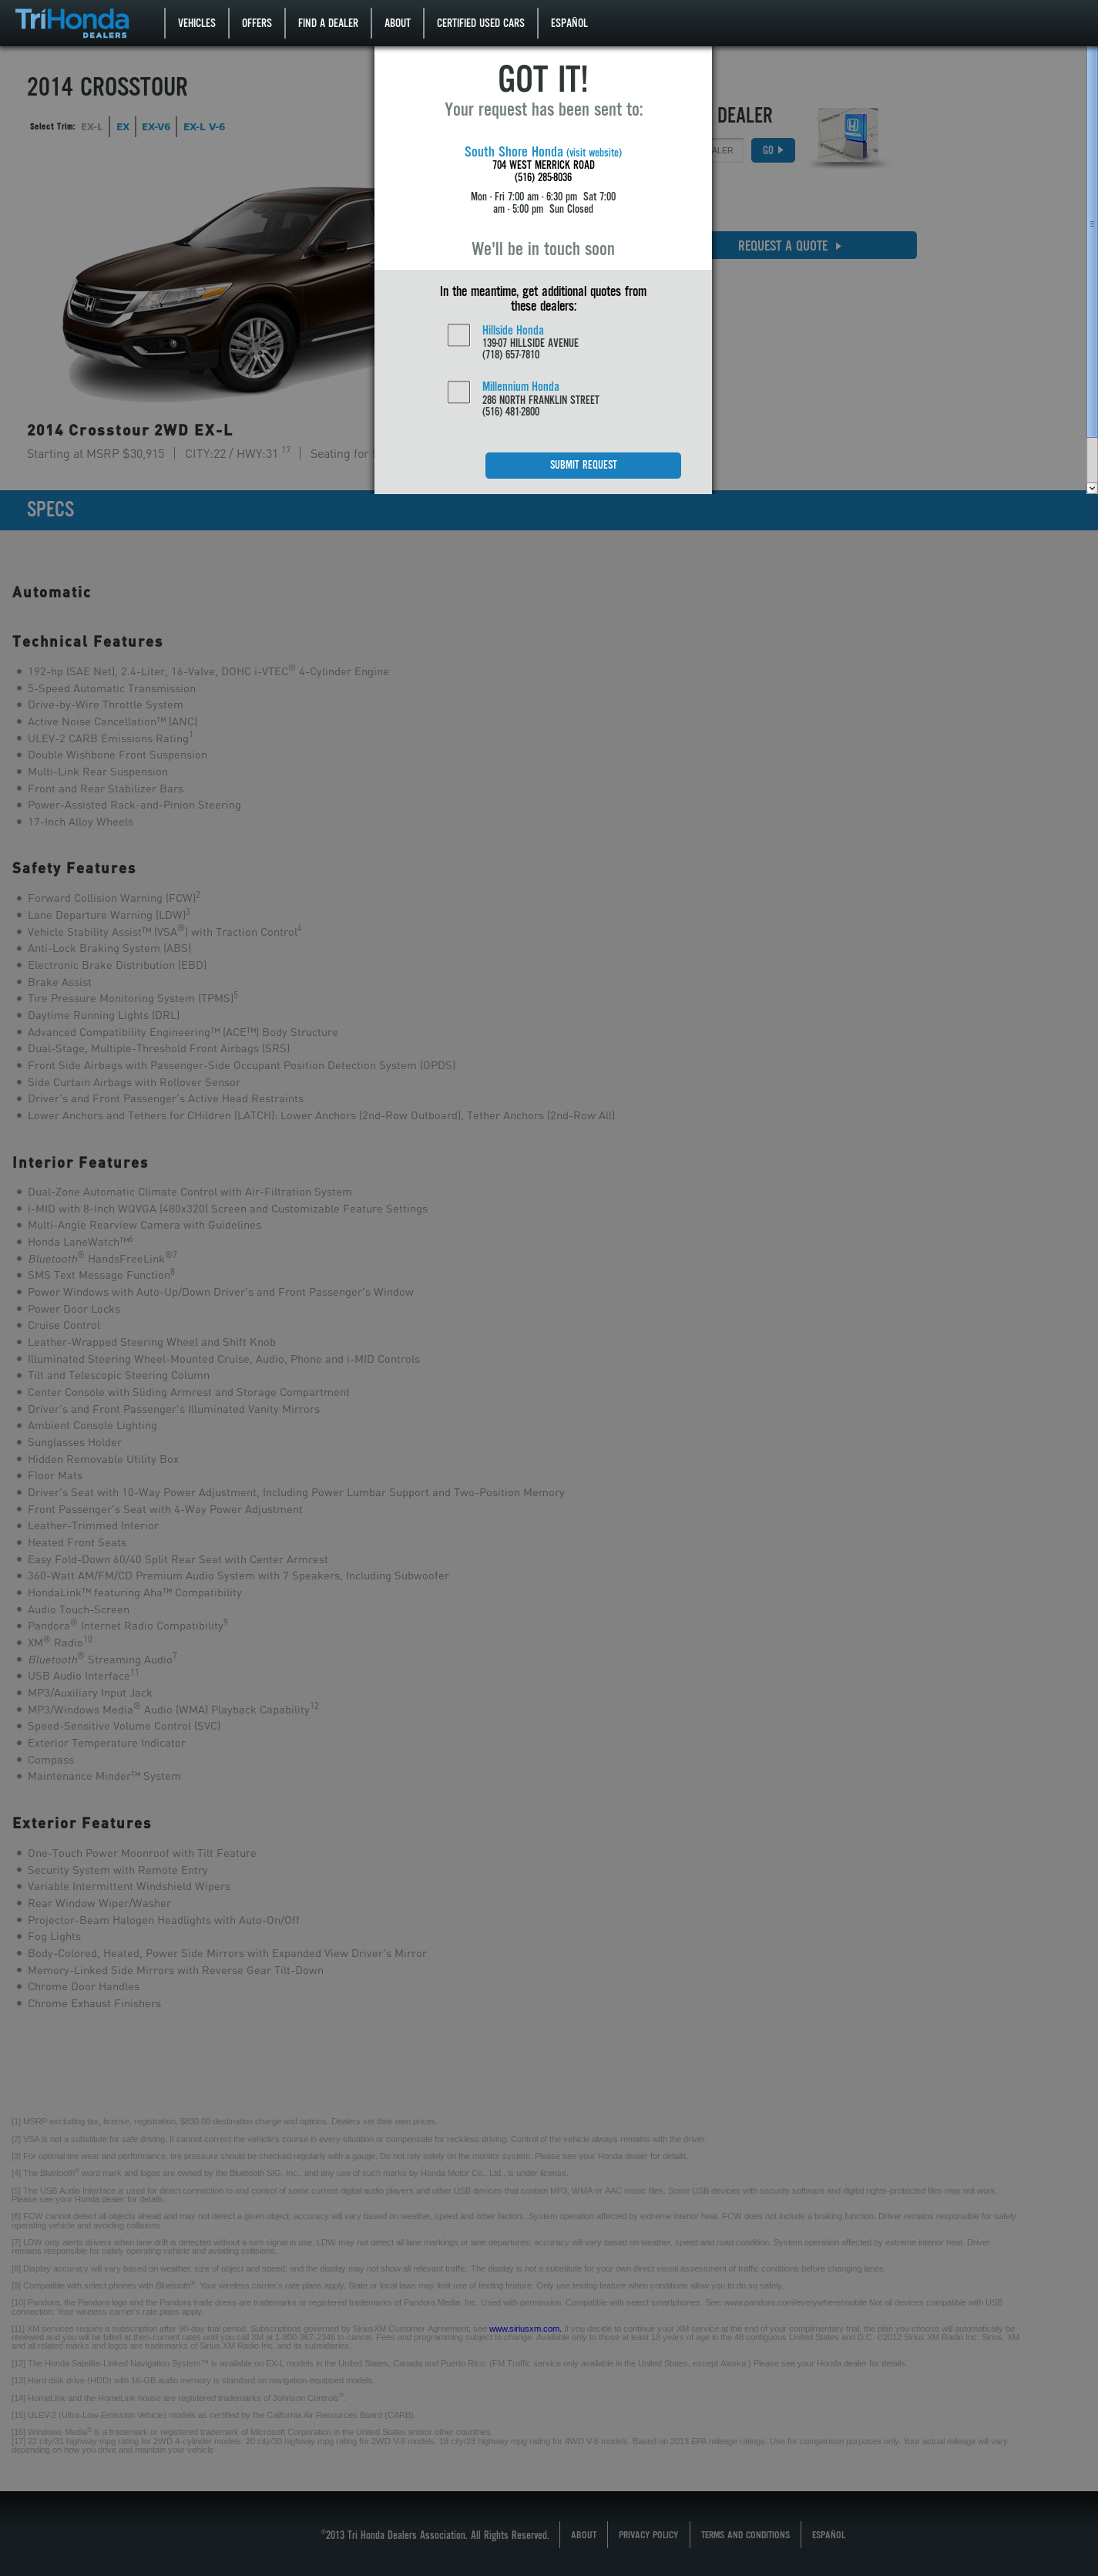 TriHonda
DEALERS
VEHICLES
OFFERS
FIND A DEALER
ABOUT
CERTIFIED USED CARS
ESPAÑOL
2014 CROSSTOUR
Select Trim: EX-L EX EX-V6 EX-L V-6
DEALER
GO
REQUEST A QUOTE
GOT IT!
Your request has been sent to:
South Shore Honda (visit website)
704 WEST MERRICK ROAD
(516) 285-8036
Mon - Fri 7:00 am - 6:30 pm Sat 7:00
am - 5:00 pm Sun Closed
We'll be in touch soon
In the meantime, get additional quotes from
these dealers:
Hillside Honda
139-07 HILLSIDE AVENUE
(718) 657-7810
Millennium Honda
286 NORTH FRANKLIN STREET
(516) 481-2800
SUBMIT REQUEST
2014 Crosstour 2WD EX-L
Starting at MSRP $30,915 CITY:22 / HWY:31 17 Seating for
SPECS
Automatic
Technical Features
192-hp (SAE Net), 2.4-Liter, 16-Valve, DOHC i-VTEC® 4-Cylinder Engine
5-Speed Automatic Transmission
Drive-by-Wire Throttle System
Active Noise Cancellation™ (ANC)
ULEV-2 CARB Emissions Rating1
Double Wishbone Front Suspension
Multi-Link Rear Suspension
Front and Rear Stabilizer Bars
Power-Assisted Rack-and-Pinion Steering
17-Inch Alloy Wheels
Safety Features
Forward Collision Warning (FCW)2
Lane Departure Warning (LDW)3
Vehicle Stability Assist™ (VSA®) with Traction Control4
Anti-Lock Braking System (ABS)
Electronic Brake Distribution (EBD)
Brake Assist
Tire Pressure Monitoring System (TPMS)5
Daytime Running Lights (DRL)
Advanced Compatibility Engineering™ (ACE™) Body Structure
Dual-Stage, Multiple-Threshold Front Airbags (SRS)
Front Side Airbags with Passenger-Side Occupant Position Detection System (OPDS)
Side Curtain Airbags with Rollover Sensor
Driver's and Front Passenger's Active Head Restraints
Lower Anchors and Tethers for CHildren (LATCH): Lower Anchors (2nd-Row Outboard), Tether Anchors (2nd-Row All)
Interior Features
Dual-Zone Automatic Climate Control with Air-Filtration System
i-MID with 8-Inch WQVGA (480x320) Screen and Customizable Feature Settings
Multi-Angle Rearview Camera with Guidelines
Honda LaneWatch™6
Bluetooth® HandsFreeLink®7
SMS Text Message Function8
Power Windows with Auto-Up/Down Driver's and Front Passenger's Window
Power Door Locks
Cruise Control
Leather-Wrapped Steering Wheel and Shift Knob
Illuminated Steering Wheel-Mounted Cruise, Audio, Phone and i-MID Controls
Tilt and Telescopic Steering Column
Center Console with Sliding Armrest and Storage Compartment
Driver's and Front Passenger's Illuminated Vanity Mirrors
Ambient Console Lighting
Sunglasses Holder
Hidden Removable Utility Box
Floor Mats
Driver's Seat with 10-Way Power Adjustment, Including Power Lumbar Support and Two-Position Memory
Front Passenger's Seat with 4-Way Power Adjustment
Leather-Trimmed Interior
Heated Front Seats
Easy Fold-Down 60/40 Split Rear Seat with Center Armrest
360-Watt AM/FM/CD Premium Audio System with 7 Speakers, Including Subwoofer
HondaLink™ featuring Aha™ Compatibility
Audio Touch-Screen
Pandora® Internet Radio Compatibility9
XM® Radio10
Bluetooth® Streaming Audio7
USB Audio Interface11
MP3/Auxiliary Input Jack
MP3/Windows Media® Audio (WMA) Playback Capability12
Speed-Sensitive Volume Control (SVC)
Exterior Temperature Indicator
Compass
Maintenance Minder™ System
Exterior Features
One-Touch Power Moonroof with Tilt Feature
Security System with Remote Entry
Variable Intermittent Windshield Wipers
Rear Window Wiper/Washer
Projector-Beam Halogen Headlights with Auto-On/Off
Fog Lights
Body-Colored, Heated, Power Side Mirrors with Expanded View Driver's Mirror
Memory-Linked Side Mirrors with Reverse Gear Tilt-Down
Chrome Door Handles
Chrome Exhaust Finishers
[1] MSRP excluding tax, license, registration, $830.00 destination charge and options. Dealers set their own prices.
[2] VSA is not a substitute for safe driving. It cannot correct the vehicle's course in every situation or compensate for reckless driving. Control of the vehicle always remains with the driver.
[3] For optimal tire wear and performance, tire pressure should be checked regularly with a gauge. Do not rely solely on the monitor system. Please see your Honda dealer for details.
[4] The Bluetooth® word mark and logos are owned by the Bluetooth SIG, Inc., and any use of such marks by Honda Motor Co., Ltd., is under license.
[5] The USB Audio Interface is used for direct connection to and control of some current digital audio players and other USB devices that contain MP3, WMA or AAC music files. Some USB devices with security software and digital rights-protected files may not work.
Please see your Honda dealer for details.
[6] FCW cannot detect all objects ahead and may not detect a given object; accuracy will vary based on weather, speed and other factors. System operation affected by extreme interior heat. FCW does not include a braking function. Driver remains responsible for safely
operating vehicle and avoiding collisions.
[7] LDW only alerts drivers when lane drift is detected without a turn signal in use. LDW may not detect all lane markings or lane departures; accuracy will vary based on weather, speed and road condition. System operation affected by extreme interior heat. Driver
remains responsible for safely operating vehicle and avoiding collisions.
[8] Display accuracy will vary based on weather, size of object and speed, and the display may not show all relevant traffic. The display is not a substitute for your own direct visual assessment of traffic conditions before changing lanes.
[9] Compatible with select phones with Bluetooth®. Your wireless carrier's rate plans apply. State or local laws may limit use of texting feature. Only use texting feature when conditions allow you to do so safely.
[10] Pandora, the Pandora logo and the Pandora trade dress are trademarks or registered trademarks of Pandora Media, Inc. Used with permission. Compatible with select smartphones. See: www.pandora.com/everywhere/mobile Not all devices compatible with USB
connection. Your wireless carrier's rate plans apply.
[11] XM services require a subscription after 90-day trial period. Subscriptions governed by SiriusXM Customer Agreement; see www.siriusxm.com. If you decide to continue your XM service at the end of your complimentary trial, the plan you choose will automatically be
renewed and you will be billed at then-current rates until you call XM at 1-800-967-2346 to cancel. Fees and programming subject to change. Available only to those at least 18 years of age in the 48 contiguous United States and D.C. ©2012 Sirius XM Radio Inc. Sirius, XM
and all related marks and logos are trademarks of Sirius XM Radio Inc. and its subsidiaries.
[12] The Honda Satellite-Linked Navigation System™ is available on EX-L models in the United States, Canada and Puerto Rico. (FM Traffic service only available in the United States, except Alaska.) Please see your Honda dealer for details.
[13] Hard disk drive (HDD) with 16-GB audio memory is standard on navigation-equipped models.
[14] HomeLink and the HomeLink house are registered trademarks of Johnson Controls®.
[15] ULEV-2 (Ultra-Low-Emission Vehicle) models as certified by the California Air Resources Board (CARB).
[16] Windows Media® is a trademark or registered trademark of Microsoft Corporation in the United States and/or other countries.
[17] 22 city/31 highway mpg rating for 2WD 4-cylinder models. 20 city/30 highway mpg rating for 2WD V-6 models. 19 city/28 highway mpg rating for 4WD V-6 models. Based on 2013 EPA mileage ratings. Use for comparison purposes only. Your actual mileage will vary
depending on how you drive and maintain your vehicle
©2013 Tri Honda Dealers Association. All Rights Reserved.
ABOUT
PRIVACY POLICY
TERMS AND CONDITIONS
ESPAÑOL